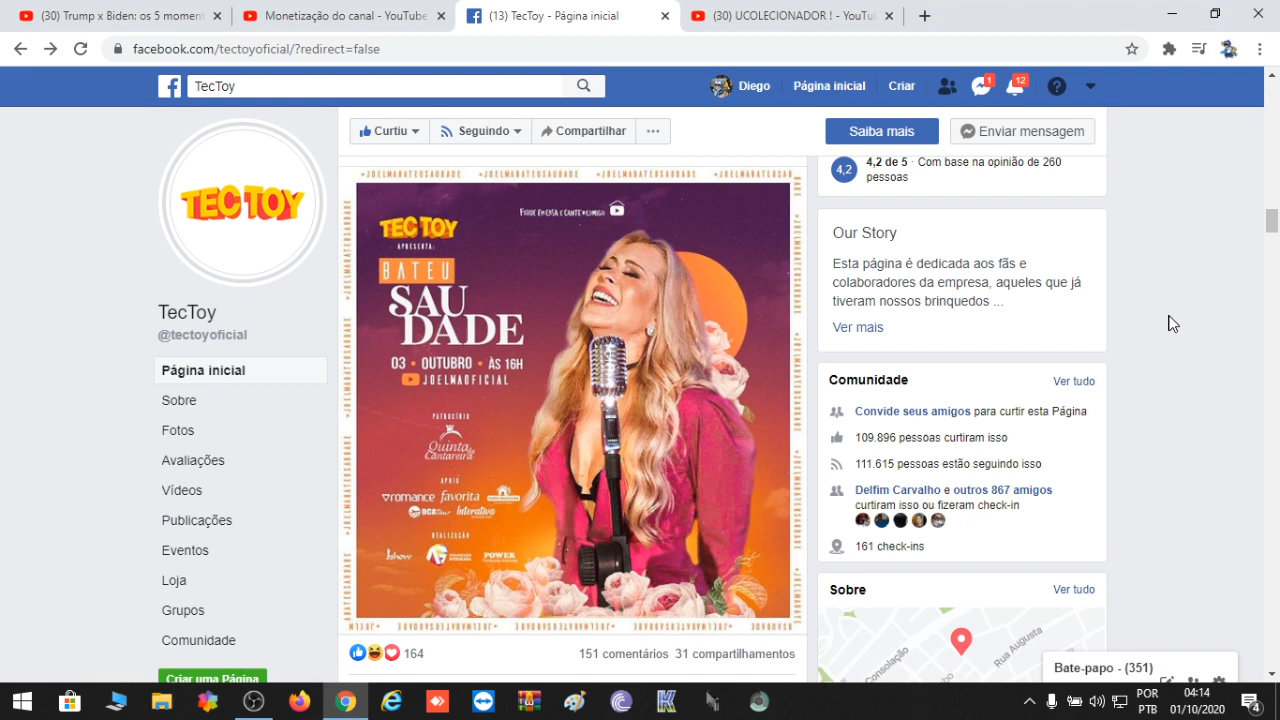 (30) Trump x Biden: os 5 moment
Monetização do canal - YouTube
(13) TecToy - Página inicial
(30) UCOLECIONADOR ! - YouTu
facebook.com/tectoyoficial/?redirect=false
TecToy
Diego
Página inicial
Criar
1
12
Curtiu
Seguindo
Compartilhar
Saiba mais
Enviar mensagem
TEC TOY
TecToy
@tectoyoficial
Página inicial
Sobre
Fotos
Avaliações
Vídeos
Publicações
Eventos
Loja
Grupos
Comunidade
Criar uma Página
#JOELMABATEUSAUDADE
FIQUE EM CASA E CANTE COMIGO
TEC TOY
APRESENTA:
BATEU
SAUDADE
03 • OUTUBRO • ÀS 16H
JOELMAOFICIAL
PATROCÍNIO
Quinta da Cantareira
APOIO
romance favorita
Interativa
REALIZAÇÃO
POWER
164
151 comentários 31 compartilhamentos
4,2
4,2 de 5 · Com base na opinião de 260
pessoas
Our Story
Esta página é dedicada aos fãs e
colaboradores da empresa, aqueles que já
tiveram nossos brinquedos ...
Ver mais
Comunidade
Ver tudo
Convide seus amigos para curtir esta Página
109.896 pessoas curtiram isso
111.615 pessoas estão seguindo isso
Delfim Carvalho e outros 867 amigos
curtiram isso ou fizeram check-in
161 check-ins
Sobre
Ver tudo
Consolação
Rua Augusta
Bate-papo - (351)
POR
PTB
04:14
01/10/2020
4